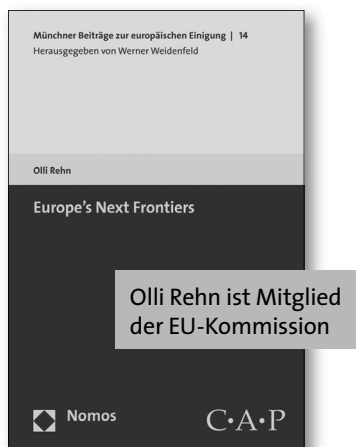 Münchner Beiträge zur europäischen Einigung | 14
Herausgegeben von Werner Weidenfeld
Olli Rehn
Europe's Next Frontiers
Olli Rehn ist Mitglied
der EU-Kommission
Nomos
C•A•P